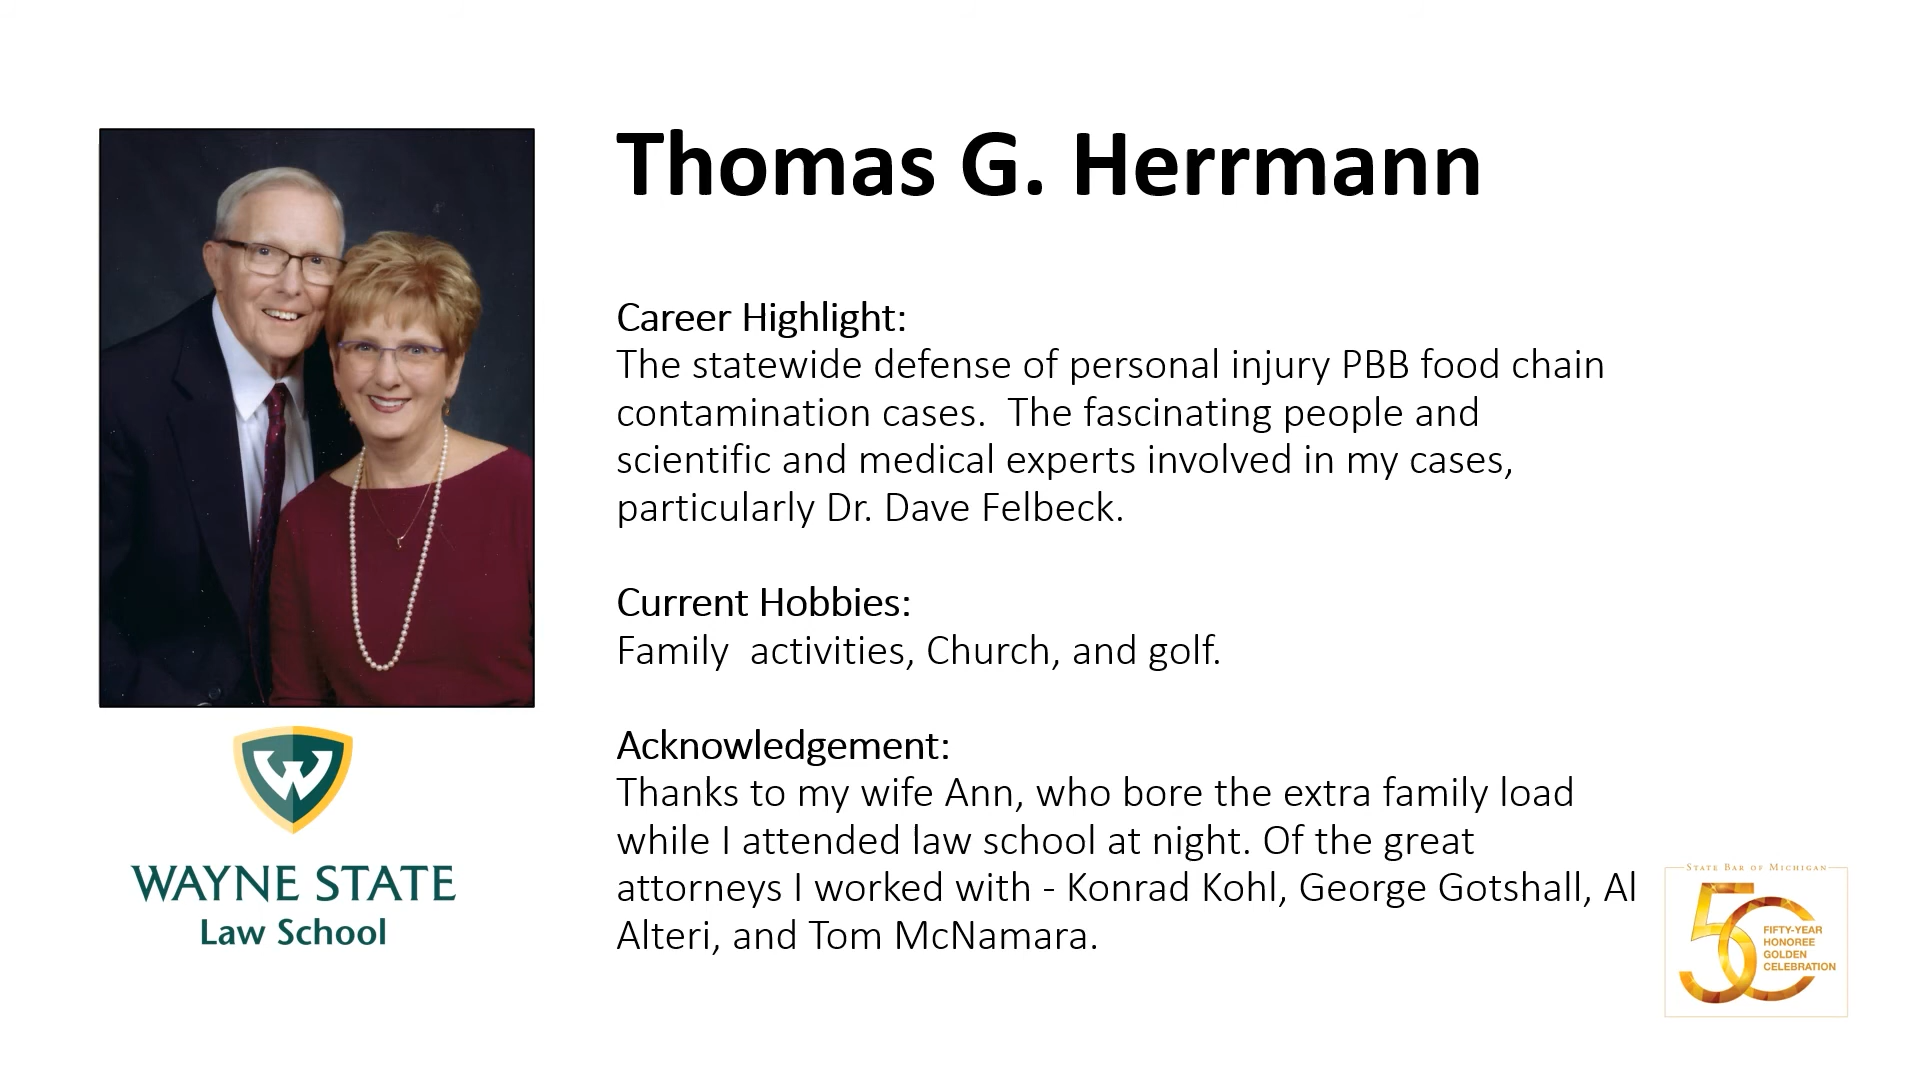 Thomas G. Herrmann
Career Highlight:
The statewide defense of personal injury PBB food chain
contamination cases.  The fascinating people and
scientific and medical experts involved in my cases,
particularly Dr. Dave Felbeck.
Current Hobbies:
Family  activities, Church, and golf.
Acknowledgement:
Thanks to my wife Ann, who bore the extra family load
while I attended law school at night. Of the great
attorneys I worked with - Konrad Kohl, George Gotshall, Al
Alteri, and Tom McNamara.
W
WAYNE STATE
Law School
STATE BAR OF MICHIGAN
50
FIFTY-YEAR
HONOREE
GOLDEN
CELEBRATION